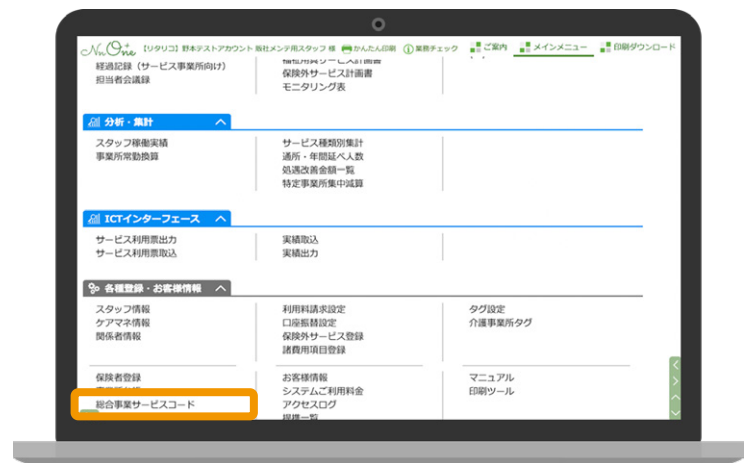 NnOne 【リタリコ】野本テストアカウント 販社メンテ用スタッフ 様 かんたん印刷 業務チェック ご案内 メインメニュー 印刷ダウンロード
経過記録（サービス事業所向け）
担当者会議録
保険外サービス計画書
モニタリング表
分析・集計
スタッフ稼働実績
事業所常勤換算
サービス種類別集計
通所・年間延べ人数
処遇改善金額一覧
特定事業所集中減算
ICTインターフェース
サービス利用票出力
サービス利用票取込
実績取込
実績出力
各種登録・お客様情報
スタッフ情報
ケアマネ情報
関係者情報
利用料請求設定
口座振替設定
保険外サービス登録
諸費用項目登録
タグ設定
介護事業所タグ
保険者登録
総合事業サービスコード
お客様情報
システムご利用料金
アクセスログ
マニュアル
印刷ツール